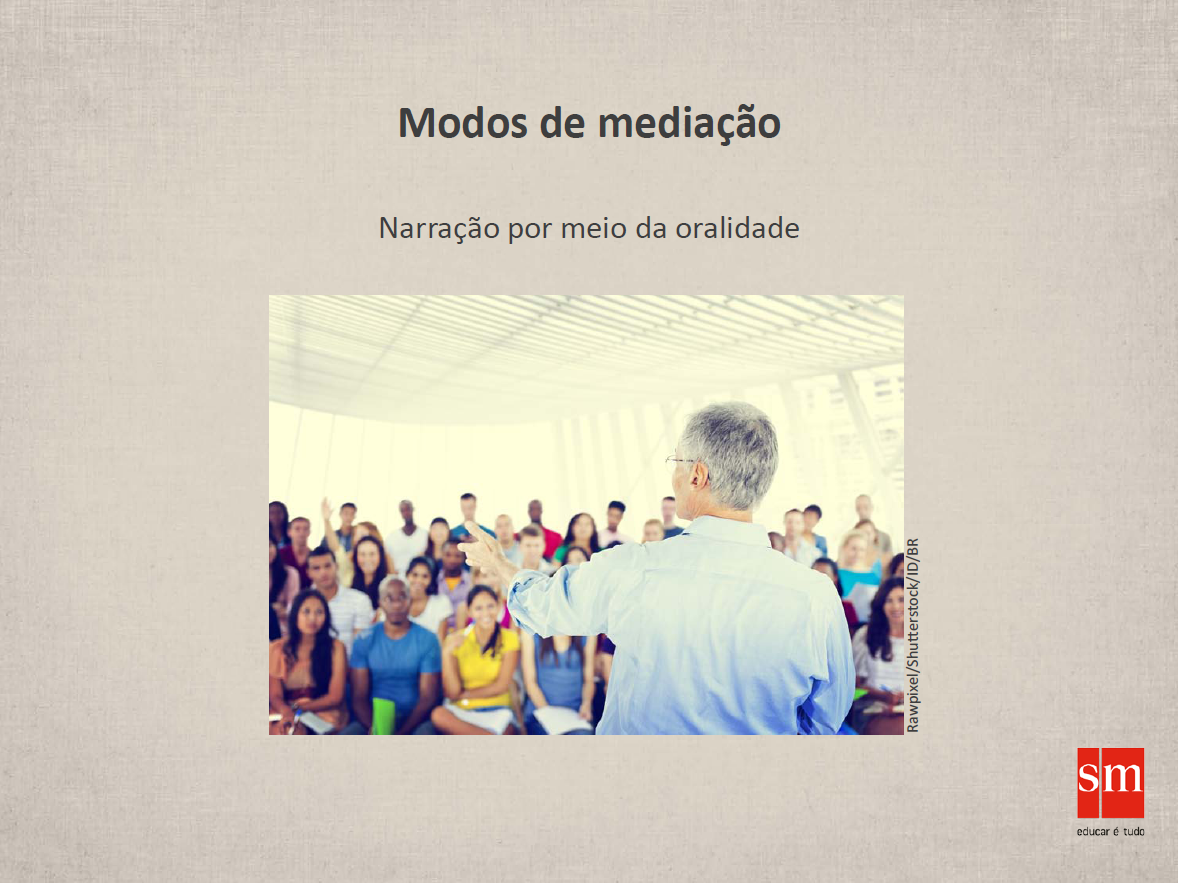 Modos de mediação
Narração por meio da oralidade
Rawpixel/Shutterstock/ID/BR
sm
educar é tudo